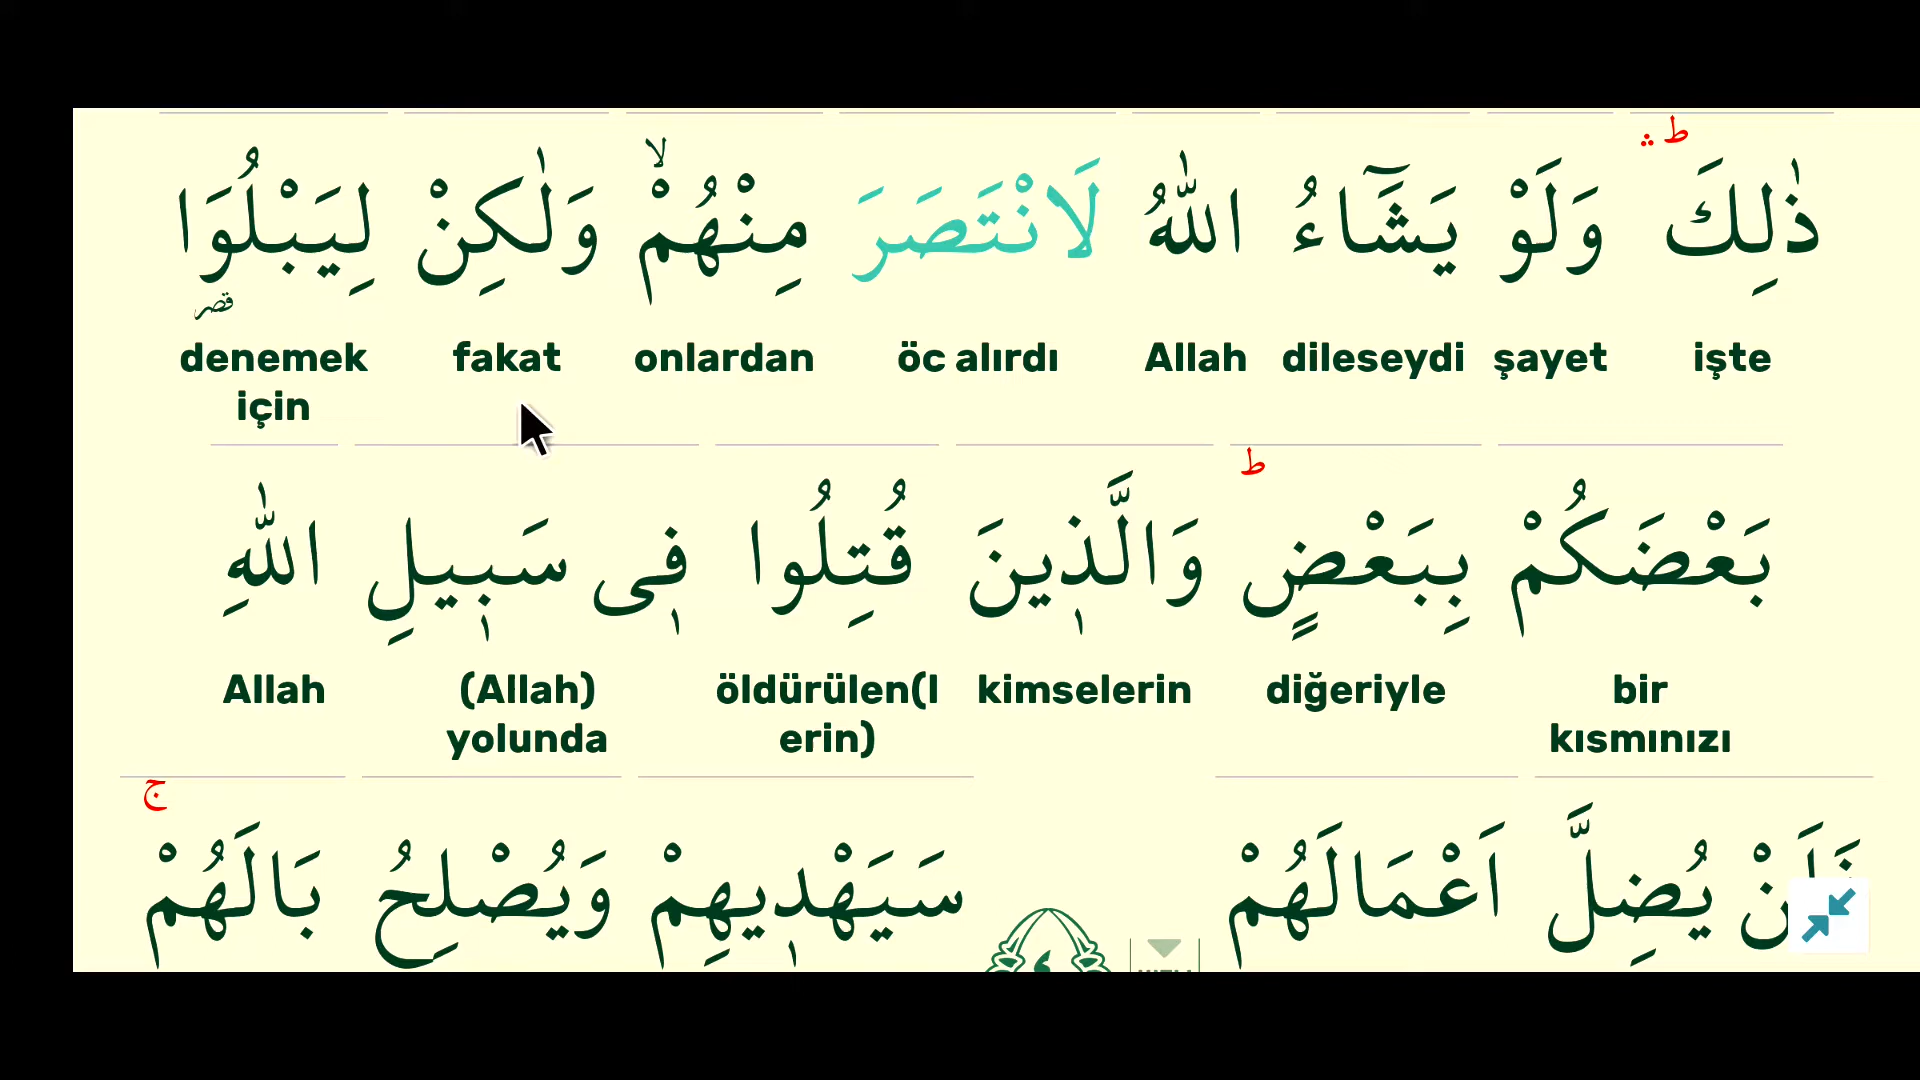 ذٰلِكَ ۛ ط وَلَوْ يَشَٓاءُ اللّٰهُ لَانْتَصَرَ مِنْهُمْۙ وَلٰكِنْ لِيَبْلُوَا
قصر
işte şayet dileseydi Allah öc alırdı onlardan fakat denemek için
بَعْضَكُمْ بِبَعْضٍ ط وَالَّذٖينَ قُتِلُوا فٖى سَبٖيلِ اللّٰهِ
bir kısmınızı diğeriyle kimselerin öldürülen(lerin) (Allah) yolunda Allah
فَلَنْ يُضِلَّ اَعْمَالَهُمْ سَيَهْدٖيهِمْ وَيُصْلِحُ بَالَهُمْ ج